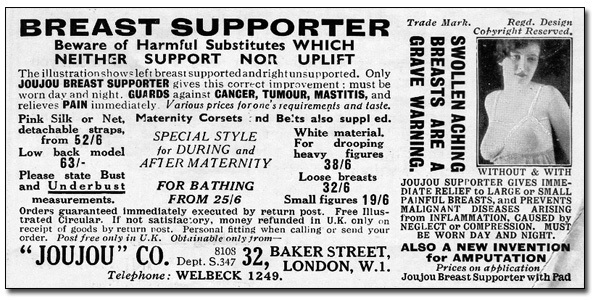 BREAST SUPPORTER
Beware of Harmful Substitutes WHICH
NEITHER SUPPORT NOR UPLIFT
The illustration shows left breast supported and right unsupported. Only
JOUJOU BREAST SUPPORTER gives this correct improvement : must be
worn day and night. GUARDS against CANCER, TUMOUR, MASTITIS, and
relieves PAIN immediately. Various prices for one's requirements and taste.
Pink Silk or Net,
detachable straps,
from 52/6
Low back model
63/-
Please state Bust
and Underbust
measurements.
Maternity Corsets and Belts also supplied.
SPECIAL STYLE
for DURING and
AFTER MATERNITY
FOR BATHING
FROM 25/6
White material.
For drooping
heavy figures
38/6
Loose breasts
32/6
Small figures 19/6
Orders guaranteed immediately executed by return post. Free Illus-
trated Circular. If not satisfactory, money refunded in U.K. only on
receipt of goods by return post. Personal fitting when calling or send your
order. Post free only in U.K. Obtainable only from—
"JOUJOU" CO. 8108 Dept. S.347 32, BAKER STREET,
LONDON, W.1.
Telephone: WELBECK 1249.
Trade Mark. Regd. Design
Copyright Reserved.
SWOLLEN ACHING
BREASTS ARE A
GRAVE WARNING.
WITHOUT & WITH
JOUJOU SUPPORTER GIVES IMME-
DIATE RELIEF to LARGE or SMALL
PAINFUL BREASTS, and PREVENTS
MALIGNANT DISEASES ARISING
from INFLAMMATION, CAUSED by
NEGLECT or COMPRESSION. MUST
BE WORN DAY AND NIGHT.
ALSO A NEW INVENTION
for AMPUTATION
Prices on application
JouJou Breast Supporter with Pad